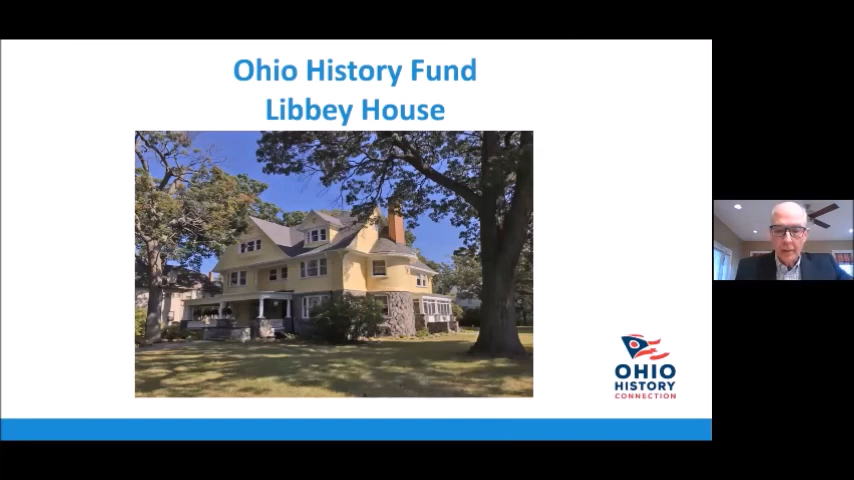 Ohio History Fund
Libbey House
OHIO
HISTORY
CONNECTION